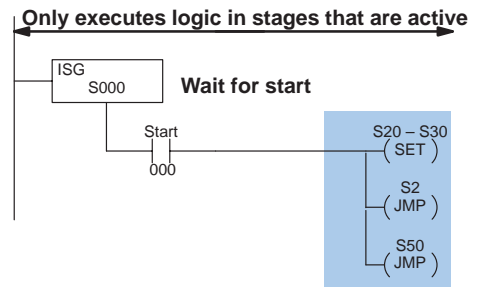 Only executes logic in stages that are active
ISG
S000
Wait for start
Start
000
S20 – S30
SET
S2
JMP
S50
JMP